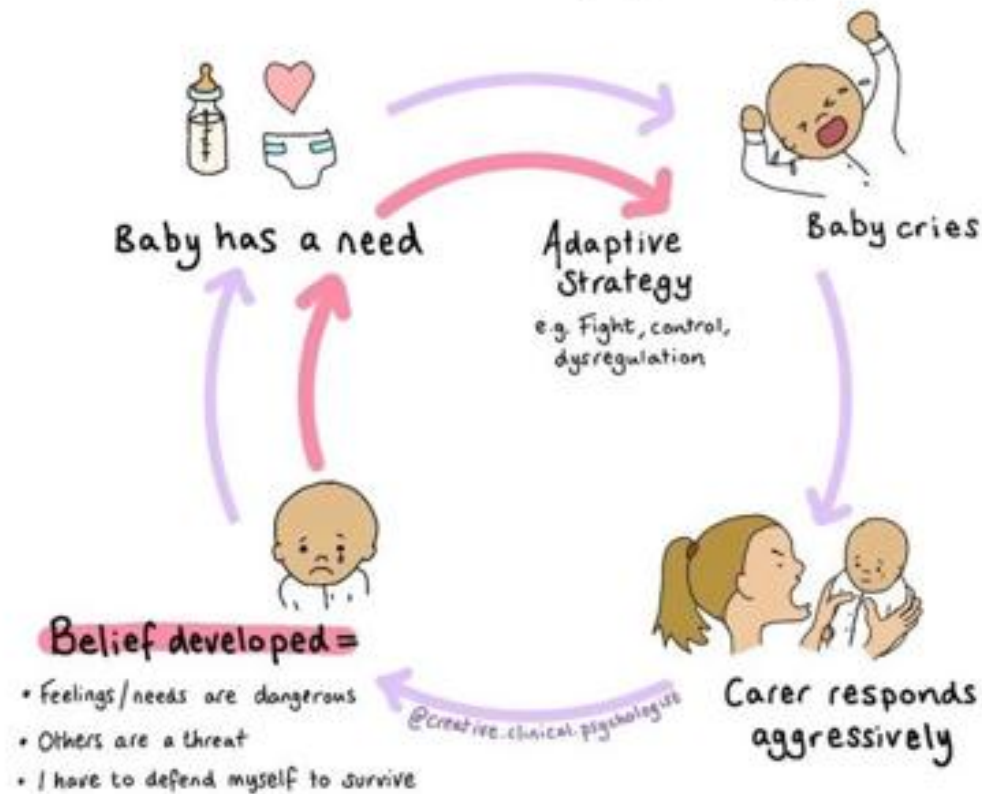 Baby has a need
Adaptive
Strategy
e.g. Fight, control,
dysregulation
Baby cries
Carer responds
aggressively
@creative.clinical.psychologist
Belief developed =
• Feelings/needs are dangerous
• Others are a threat
• I have to defend myself to survive